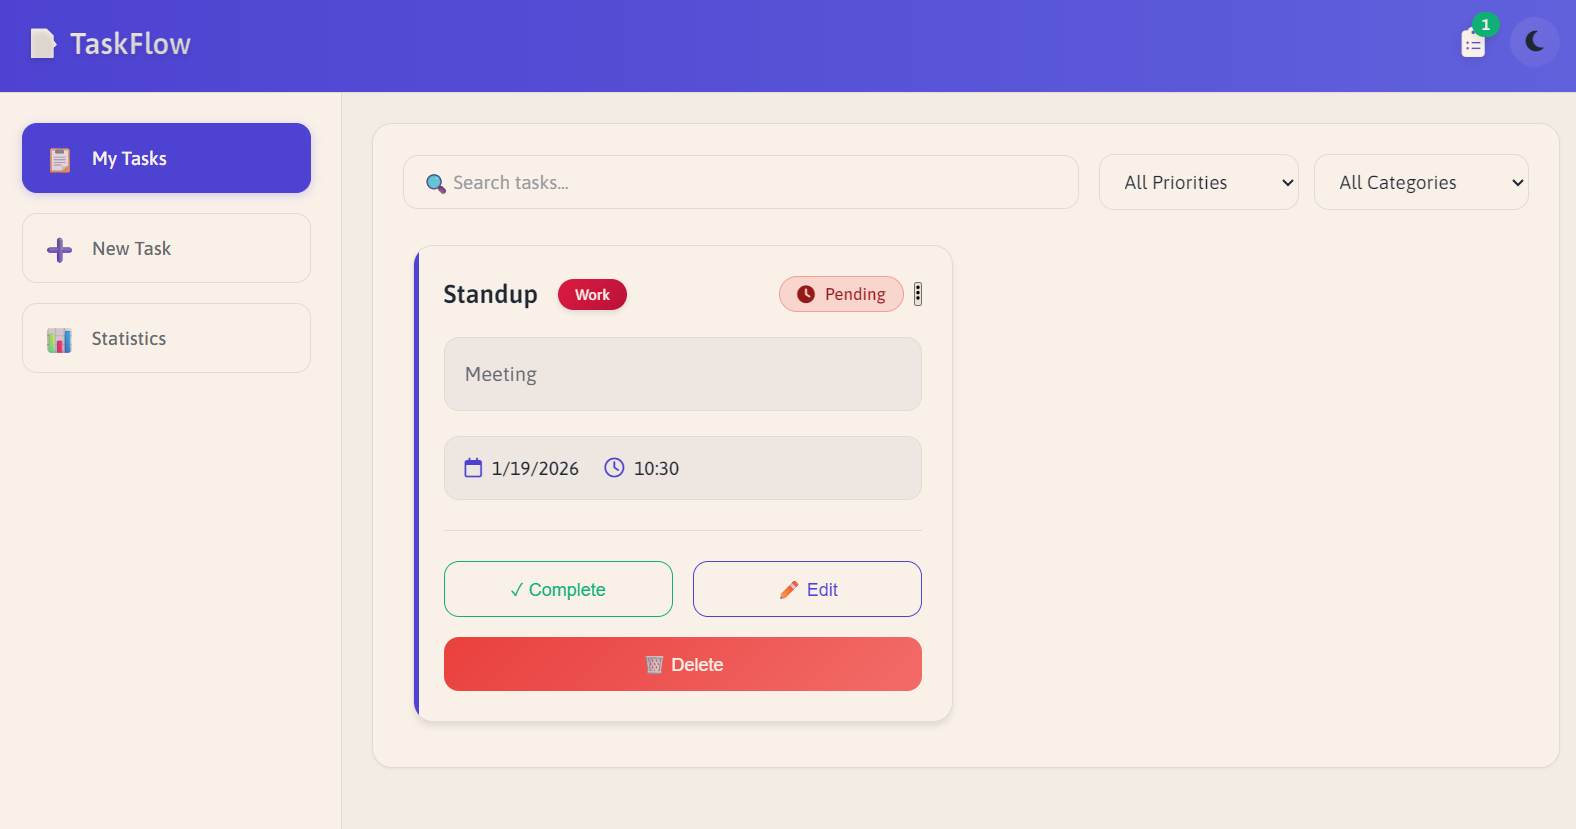 TaskFlow
1
My Tasks
New Task
Statistics
Search tasks...
All Priorities
All Categories
Standup
Work
Pending
Meeting
1/19/2026
10:30
✓ Complete
Edit
Delete